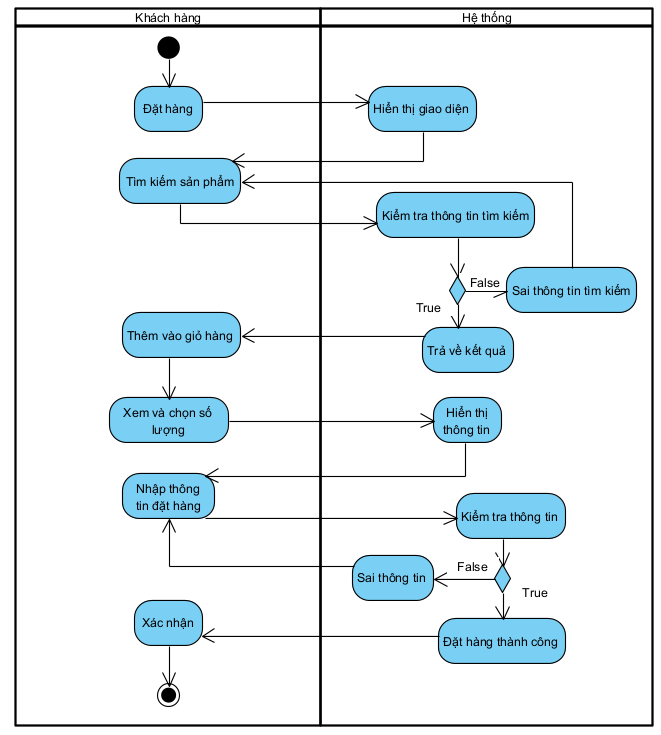 Khách hàng
Hệ thống
Đặt hàng
Hiển thị giao diện
Tìm kiếm sản phẩm
Kiểm tra thông tin tìm kiếm
False
Sai thông tin tìm kiếm
True
Thêm vào giỏ hàng
Trả về kết quả
Xem và chọn số
lượng
Hiển thị
thông tin
Nhập thông
tin đặt hàng
Kiểm tra thông tin
False
Sai thông tin
True
Xác nhận
Đặt hàng thành công